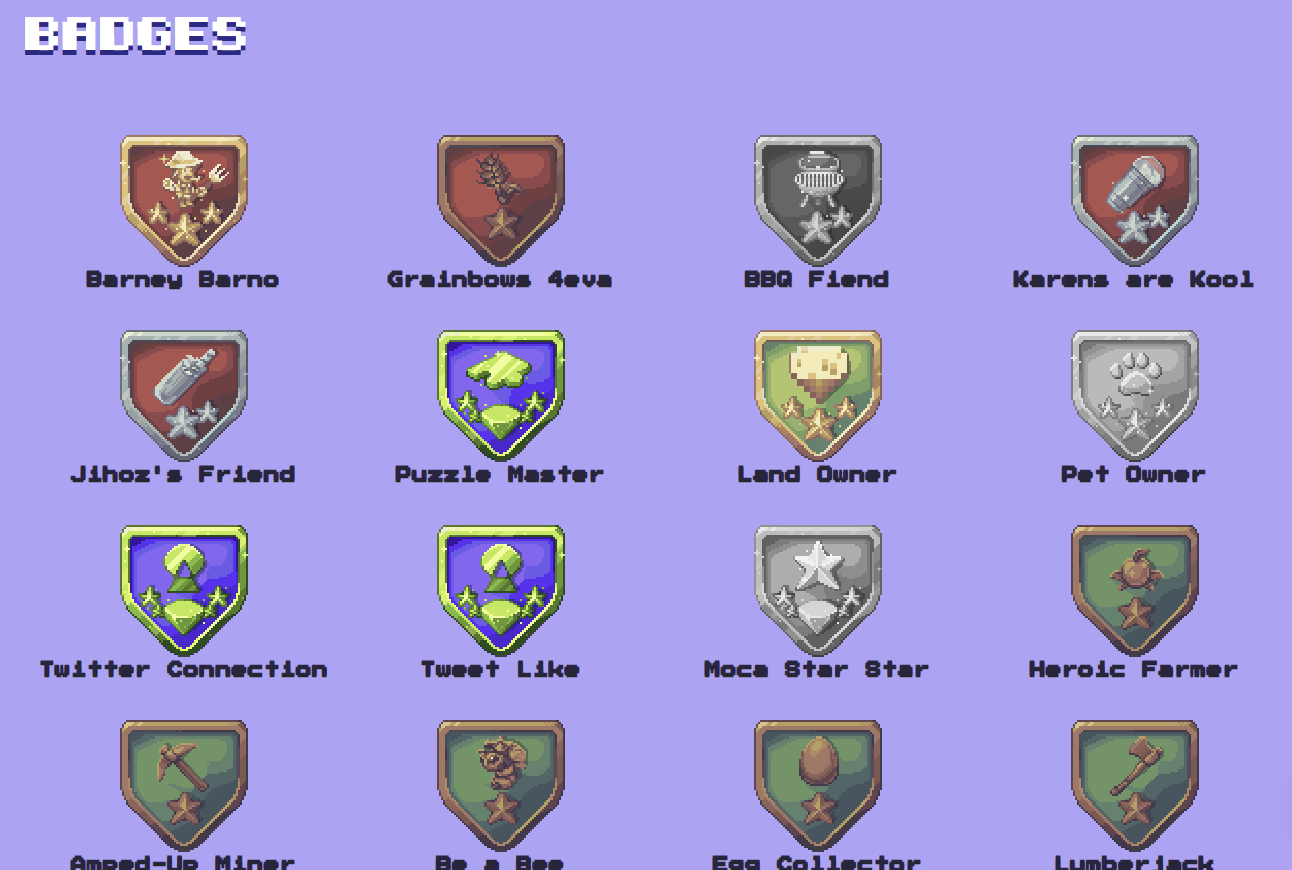 BADGES
Barney Barno
Grainbows 4eva
BBQ Fiend
Karens are Kool
Jihoz's Friend
Puzzle Master
Land Owner
Pet Owner
Twitter Connection
Tweet Like
Moca Star Star
Heroic Farmer
Amped-Up Miner
Be a Bee
Egg Collector
Lumberjack